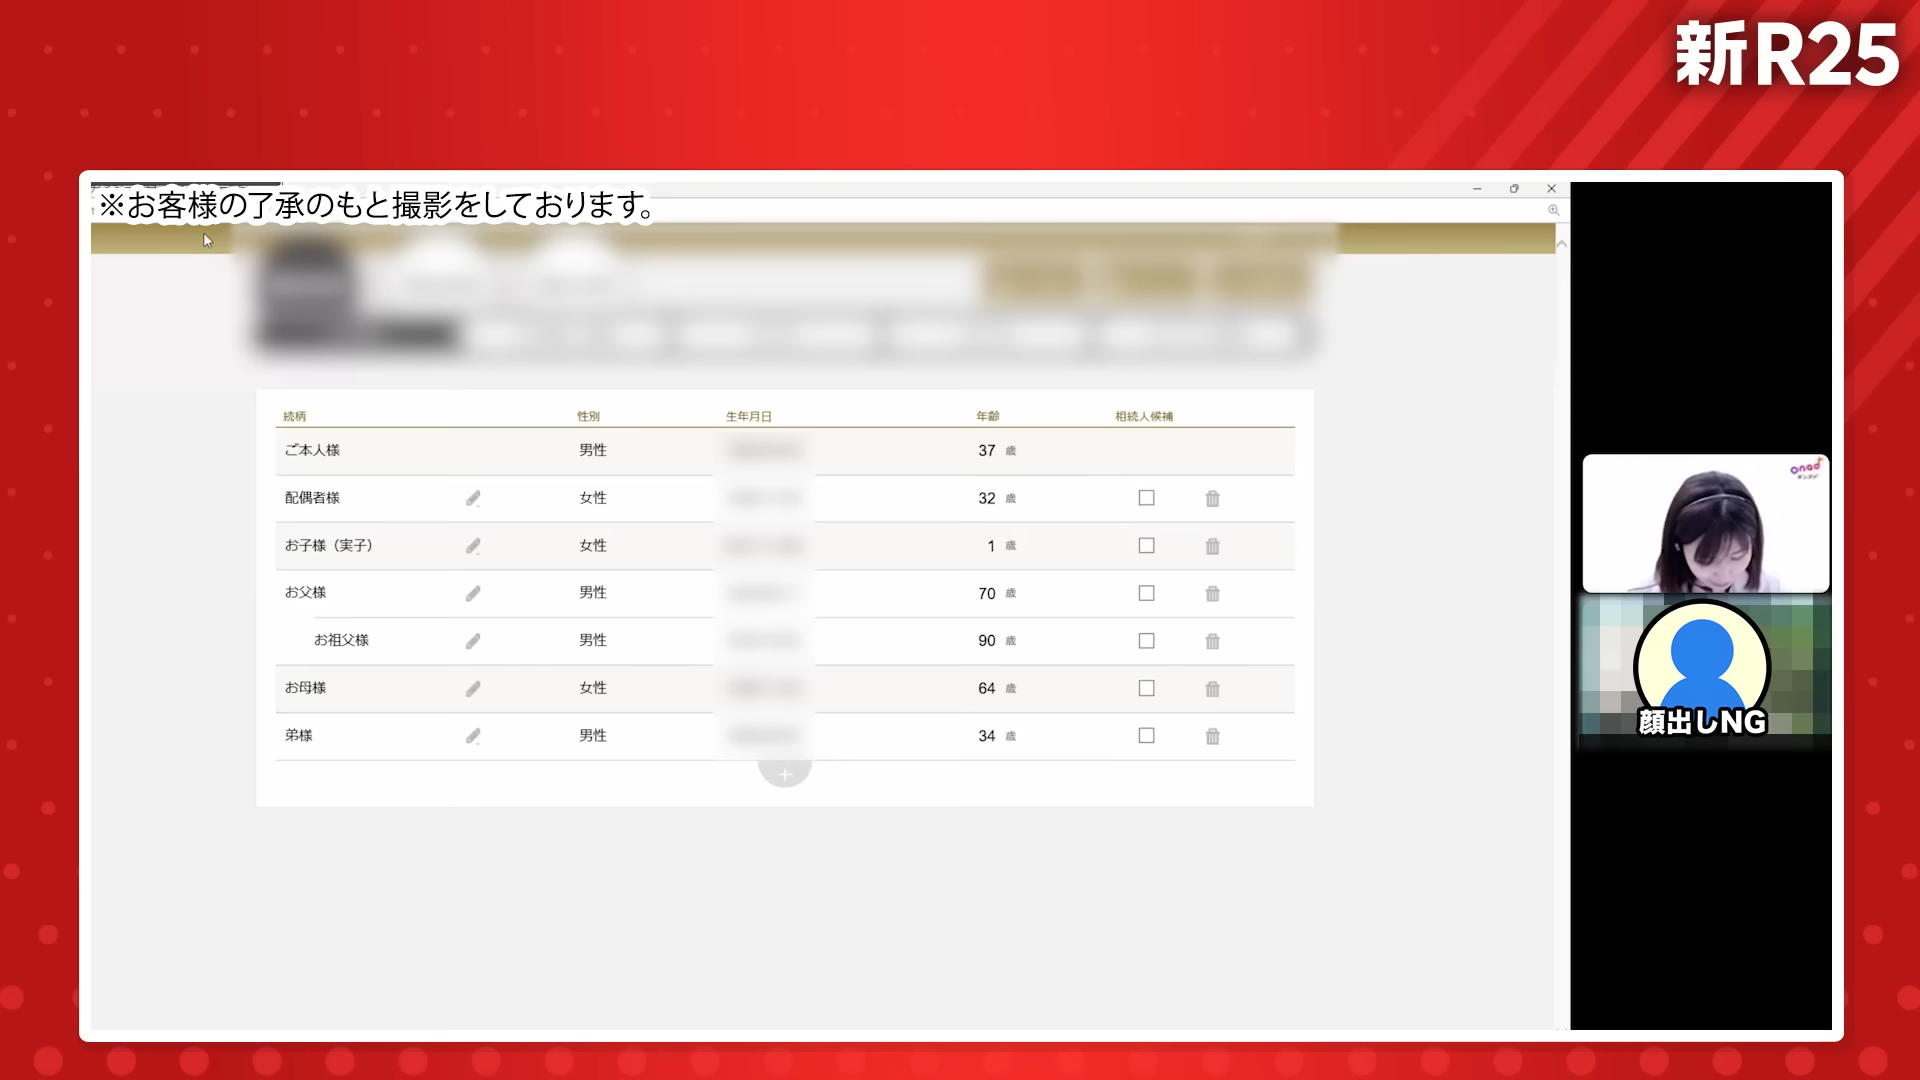 新R25
※お客様の了承のもと撮影をしております。
続柄 性別 生年月日 年齢 相続人候補
ご本人様 男性 37 歳
配偶者様 女性 32 歳
お子様（実子） 女性 1 歳
お父様 男性 70 歳
お祖父様 男性 90 歳
お母様 女性 64 歳
弟様 男性 34 歳
onad
顔出しNG